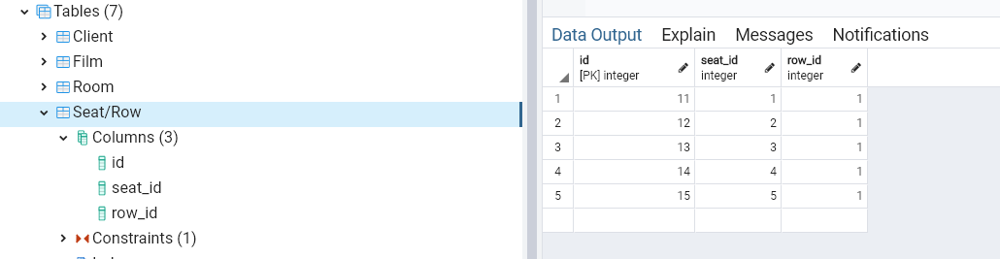 Tables (7)
Client
Film
Room
Seat/Row
Columns (3)
id
seat_id
row_id
Constraints (1)
Data Output Explain Messages Notifications
id seat_id row_id
[PK] integer integer integer
1 11 1 1
2 12 2 1
3 13 3 1
4 14 4 1
5 15 5 1